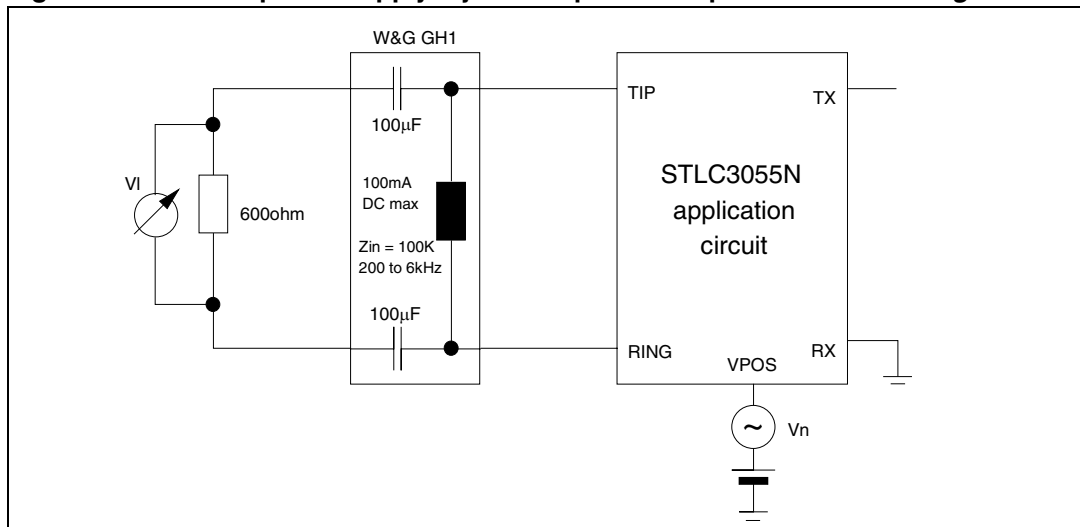 W&G GH1
TIP
TX
100μF
VI
600ohm
100mA
DC max
Zin = 100K
200 to 6kHz
STLC3055N
application
circuit
100μF
RING
RX
VPOS
~
Vn